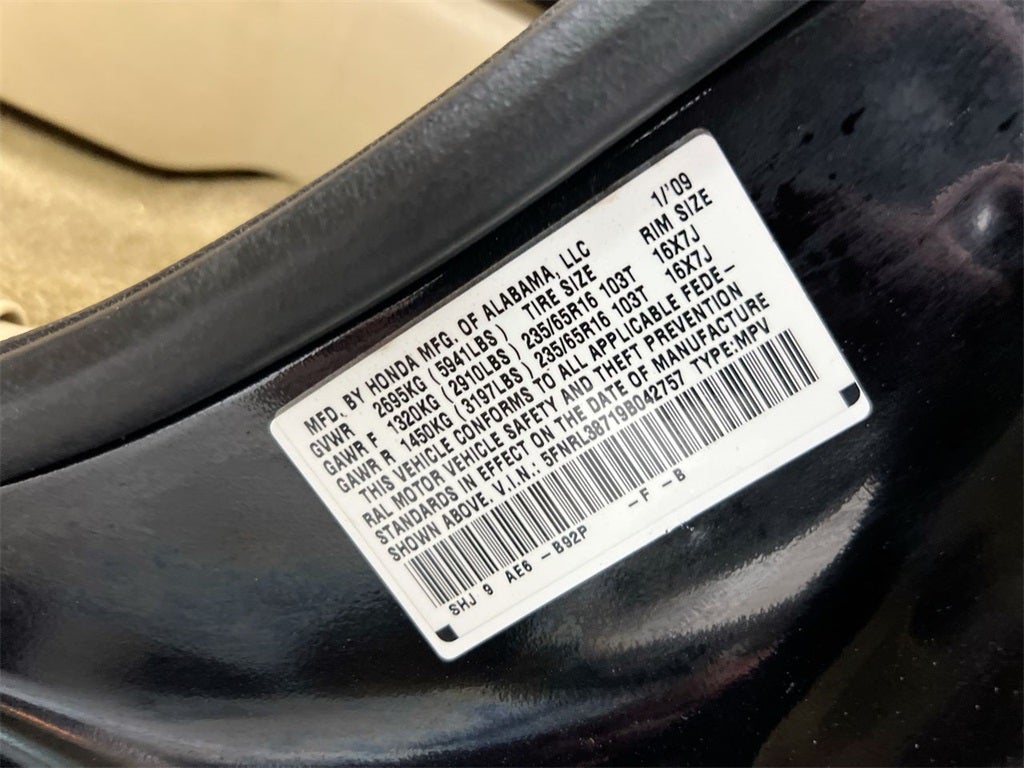 MFD. BY HONDA MFG. OF ALABAMA, LLC 1/'09
GVWR 2695KG (5941LBS) TIRE SIZE RIM SIZE
GAWR F 1320KG (2910LBS) 235/65R16 103T 16X7J
GAWR R 1450KG (3197LBS) 235/65R16 103T 16X7J
THIS VEHICLE CONFORMS TO ALL APPLICABLE FEDE-
RAL MOTOR VEHICLE SAFETY AND THEFT PREVENTION
STANDARDS IN EFFECT ON THE DATE OF MANUFACTURE
SHOWN ABOVE. V.I.N.: 5FNRL38719B042757 TYPE:MPV
SHJ 9 AE6 -B92P -F -B